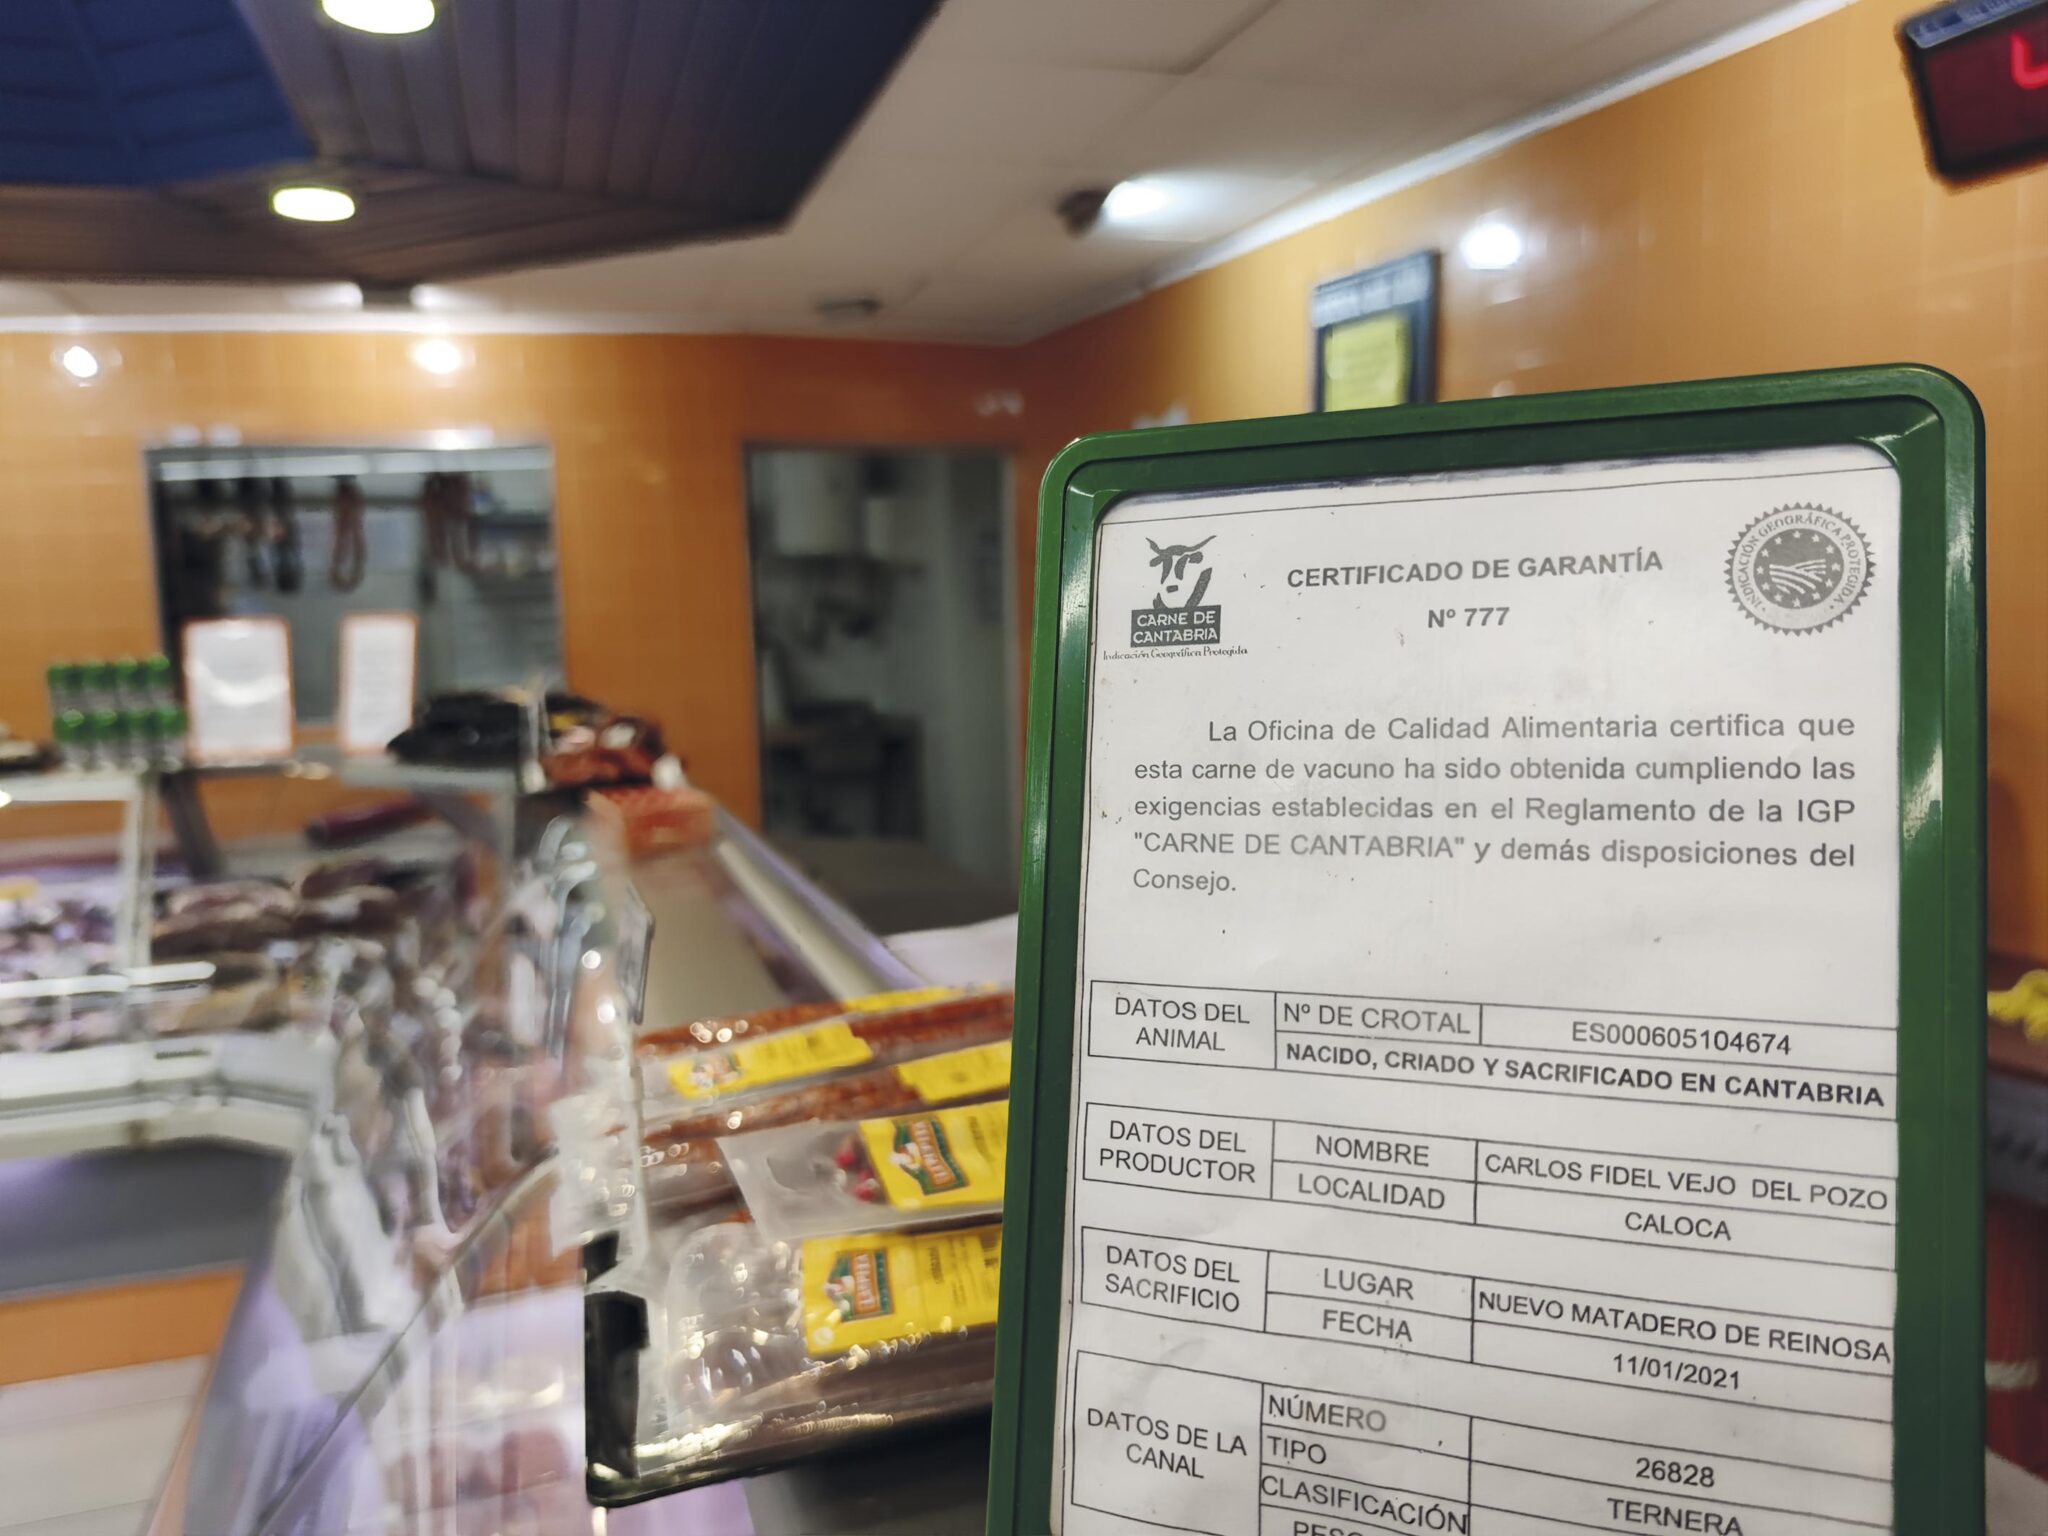 CARNE DE
CANTABRIA
Indicación Geográfica Protegida
CERTIFICADO DE GARANTÍA
Nº 777
INDICACIÓN GEOGRÁFICA PROTEGIDA
La Oficina de Calidad Alimentaria certifica que
esta carne de vacuno ha sido obtenida cumpliendo las
exigencias establecidas en el Reglamento de la IGP
"CARNE DE CANTABRIA" y demás disposiciones del
Consejo.
DATOS DEL
ANIMAL
Nº DE CROTAL
ES000605104674
NACIDO, CRIADO Y SACRIFICADO EN CANTABRIA
DATOS DEL
PRODUCTOR
NOMBRE
CARLOS FIDEL VEJO DEL POZO
LOCALIDAD
CALOCA
DATOS DEL
SACRIFICIO
LUGAR
NUEVO MATADERO DE REINOSA
FECHA
11/01/2021
DATOS DE LA
CANAL
NÚMERO
26828
TIPO
TERNERA
CLASIFICACIÓN